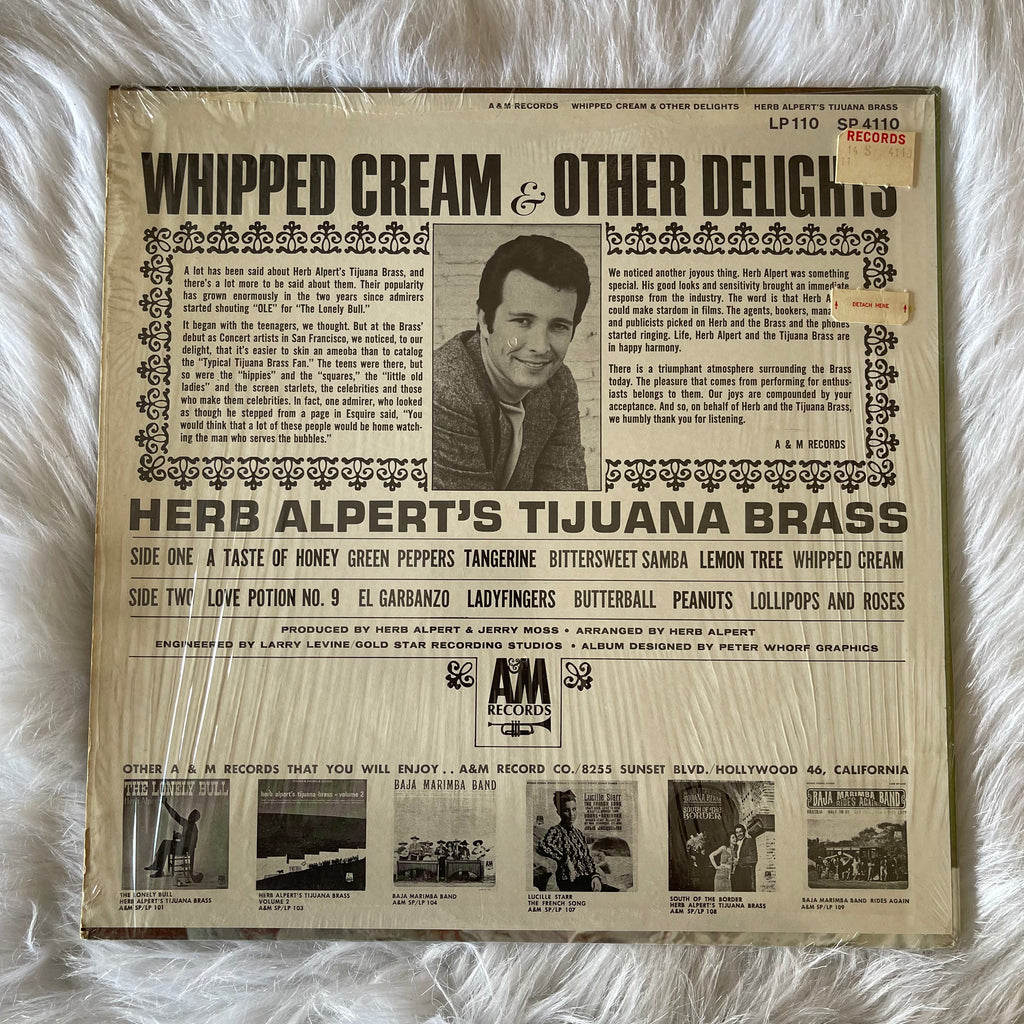 A & M RECORDS WHIPPED CREAM & OTHER DELIGHTS HERB ALPERT'S TIJUANA BRASS
LP 110 SP 4110
RECORDS
14 S 4110
11
WHIPPED CREAM & OTHER DELIGHTS
A lot has been said about Herb Alpert's Tijuana Brass, and
there's a lot more to be said about them. Their popularity
has grown enormously in the two years since admirers
started shouting "OLE" for "The Lonely Bull."
It began with the teenagers, we thought. But at the Brass'
debut as Concert artists in San Francisco, we noticed, to our
delight, that it's easier to skin an ameoba than to catalog
the "Typical Tijuana Brass Fan." The teens were there, but
so were the "hippies" and the "squares," the "little old
ladies" and the screen starlets, the celebrities and those
who make them celebrities. In fact, one admirer, who looked
as though he stepped from a page in Esquire said, "You
would think that a lot of these people would be home watch-
ing the man who serves the bubbles."
We noticed another joyous thing. Herb Alpert was something
special. His good looks and sensitivity brought an immediate
response from the industry. The word is that Herb A
could make stardom in films. The agents, bookers, mana
and publicists picked on Herb and the Brass and the phones
started ringing. Life, Herb Alpert and the Tijuana Brass are
in happy harmony.
There is a triumphant atmosphere surrounding the Brass
today. The pleasure that comes from performing for enthus-
iasts belongs to them. Our joys are compounded by your
acceptance. And so, on behalf of Herb and the Tijuana Brass,
we humbly thank you for listening.
A & M RECORDS
DETACH HERE
HERB ALPERT'S TIJUANA BRASS
SIDE ONE A TASTE OF HONEY GREEN PEPPERS TANGERINE BITTERSWEET SAMBA LEMON TREE WHIPPED CREAM
SIDE TWO LOVE POTION NO. 9 EL GARBANZO LADYFINGERS BUTTERBALL PEANUTS LOLLIPOPS AND ROSES
PRODUCED BY HERB ALPERT & JERRY MOSS • ARRANGED BY HERB ALPERT
ENGINEERED BY LARRY LEVINE/GOLD STAR RECORDING STUDIOS • ALBUM DESIGNED BY PETER WHORF GRAPHICS
A&M
RECORDS
OTHER A & M RECORDS THAT YOU WILL ENJOY . . A&M RECORD CO./8255 SUNSET BLVD./HOLLYWOOD 46, CALIFORNIA
THE LONELY BULL
herb alpert's tijuana brass • volume 2
BAJA MARIMBA BAND
Lucille Starr
THE FRENCH SONG
TIJUANA BRASS
SOUTH OF THE
BORDER
BAJA MARIMBA BAND
RIDES AGAIN
THE LONELY BULL
HERB ALPERT'S TIJUANA BRASS
A&M SP/LP 101
HERB ALPERT'S TIJUANA BRASS
VOLUME 2
A&M SP/LP 103
BAJA MARIMBA BAND
A&M SP/LP 104
LUCILLE STARR
THE FRENCH SONG
A&M SP/LP 107
SOUTH OF THE BORDER
HERB ALPERT'S TIJUANA BRASS
A&M SP/LP 108
BAJA MARIMBA BAND RIDES AGAIN
A&M SP/LP 109